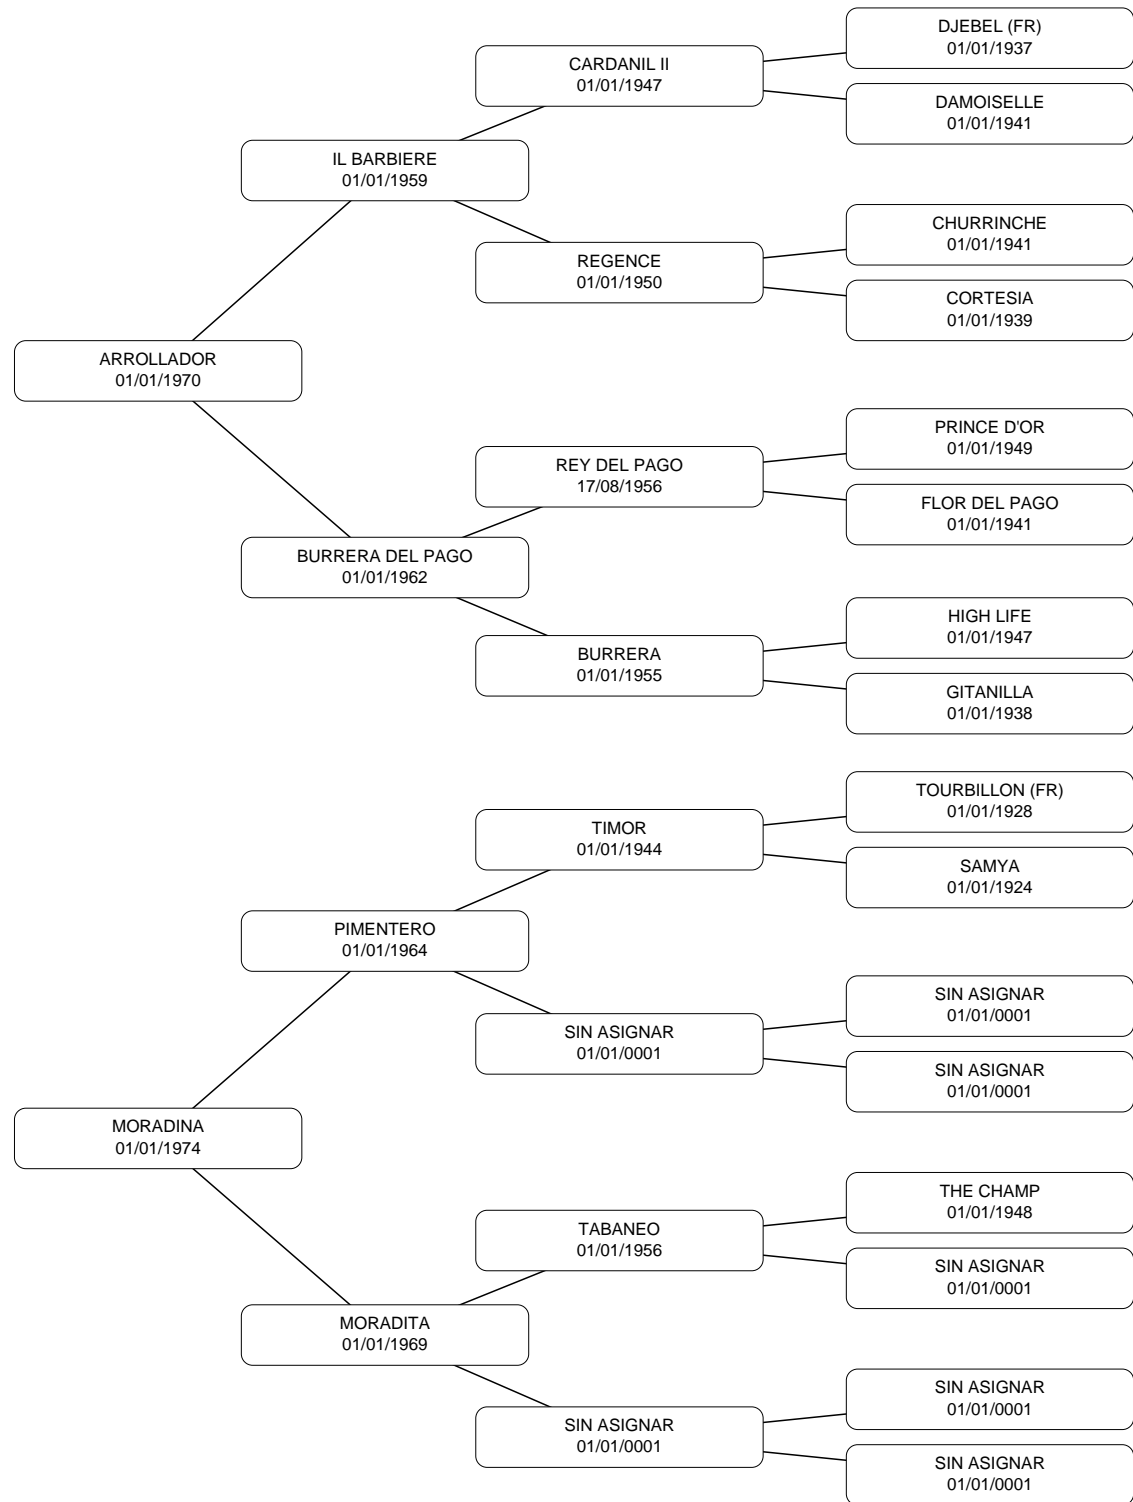 DJEBEL (FR)
01/01/1937
CARDANIL II
01/01/1947
DAMOISELLE
01/01/1941
IL BARBIERE
01/01/1959
CHURRINCHE
01/01/1941
REGENCE
01/01/1950
CORTESIA
01/01/1939
ARROLLADOR
01/01/1970
PRINCE D'OR
01/01/1949
REY DEL PAGO
17/08/1956
FLOR DEL PAGO
01/01/1941
BURRERA DEL PAGO
01/01/1962
HIGH LIFE
01/01/1947
BURRERA
01/01/1955
GITANILLA
01/01/1938
TOURBILLON (FR)
01/01/1928
TIMOR
01/01/1944
SAMYA
01/01/1924
PIMENTERO
01/01/1964
SIN ASIGNAR
01/01/0001
SIN ASIGNAR
01/01/0001
SIN ASIGNAR
01/01/0001
MORADINA
01/01/1974
THE CHAMP
01/01/1948
TABANEO
01/01/1956
SIN ASIGNAR
01/01/0001
MORADITA
01/01/1969
SIN ASIGNAR
01/01/0001
SIN ASIGNAR
01/01/0001
SIN ASIGNAR
01/01/0001